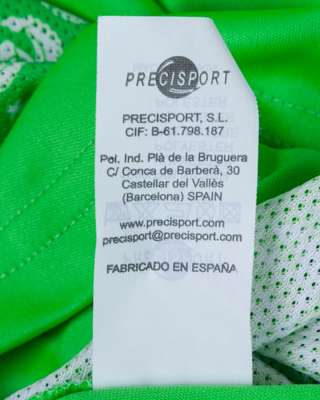 PRECISPORT
PRECISPORT, S.L.
CIF: B-61.798.187
Pol. Ind. Plà de la Bruguera
C/ Conca de Barberà, 30
Castellar del Vallès
(Barcelona) SPAIN
www.precisport.com
precisport@precisport.com
FABRICADO EN ESPAÑA